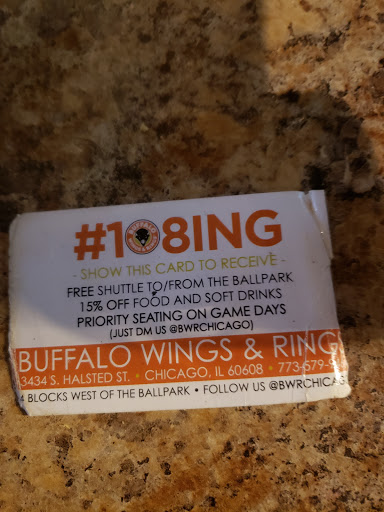 #108ING
- SHOW THIS CARD TO RECEIVE -
FREE SHUTTLE TO/FROM THE BALLPARK
15% OFF FOOD AND SOFT DRINKS
PRIORITY SEATING ON GAME DAYS
(JUST DM US @BWRCHICAGO)
BUFFALO WINGS & RING
3434 S. HALSTED ST. • CHICAGO, IL 60608 • 773-579-
4 BLOCKS WEST OF THE BALLPARK • FOLLOW US @BWRCHICAG